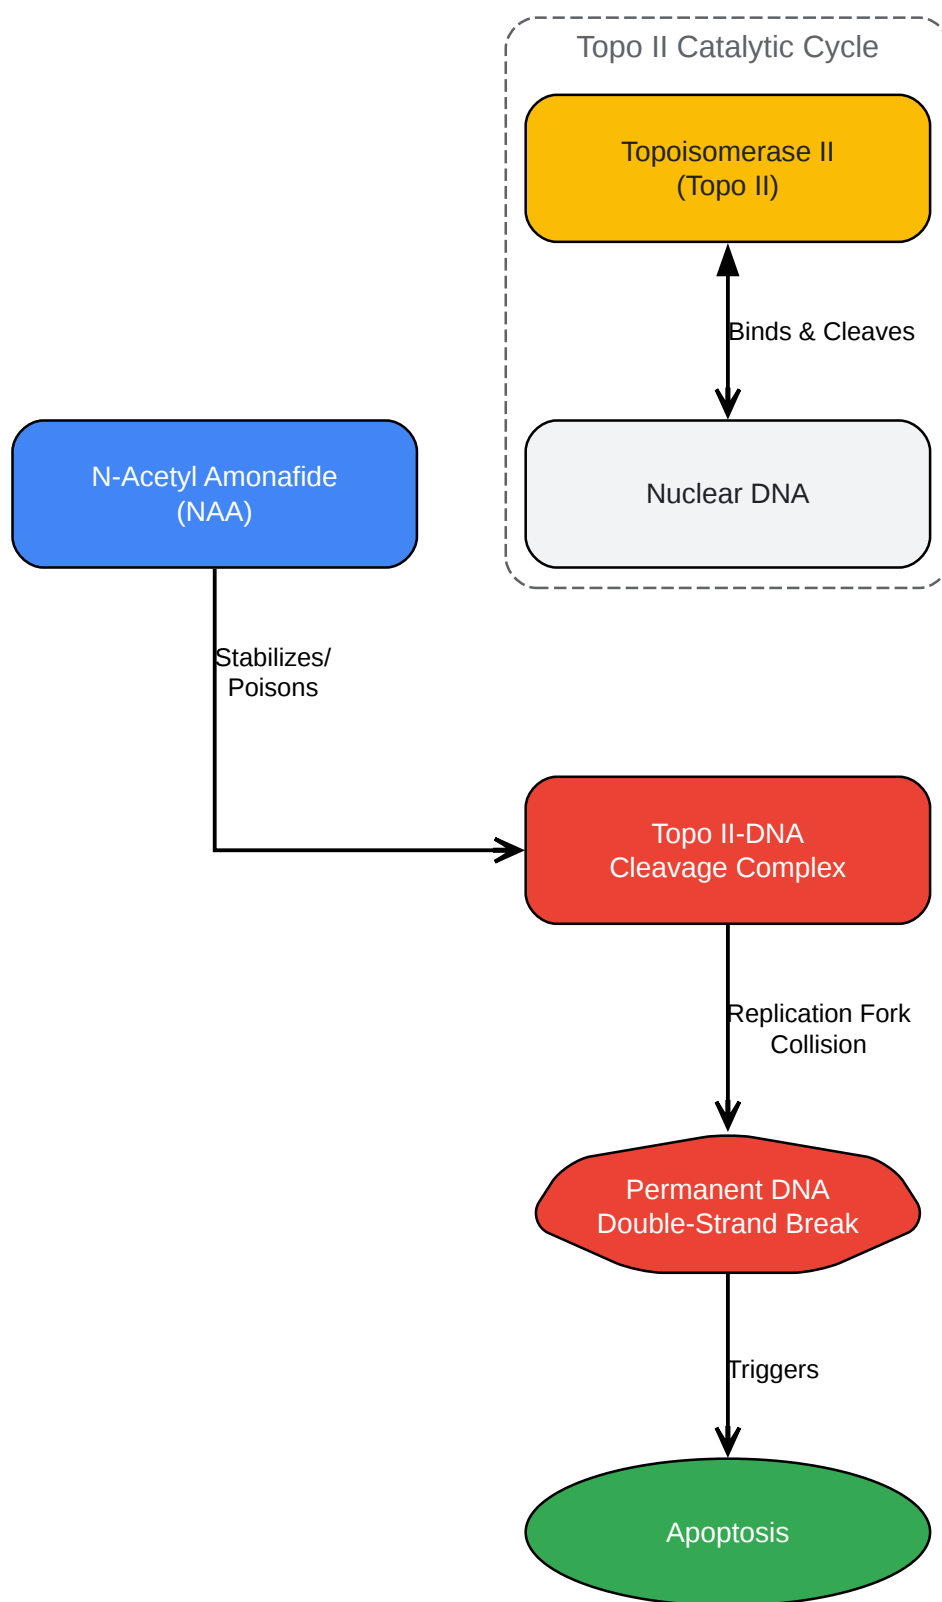 Topo II Catalytic Cycle
Topoisomerase II
(Topo II)
Binds & Cleaves
N-Acetyl Amonafide
(NAA)
Nuclear DNA
Stabilizes/
Poisons
Topo II-DNA
Cleavage Complex
Replication Fork
Collision
Permanent DNA
Double-Strand Break
Triggers
Apoptosis